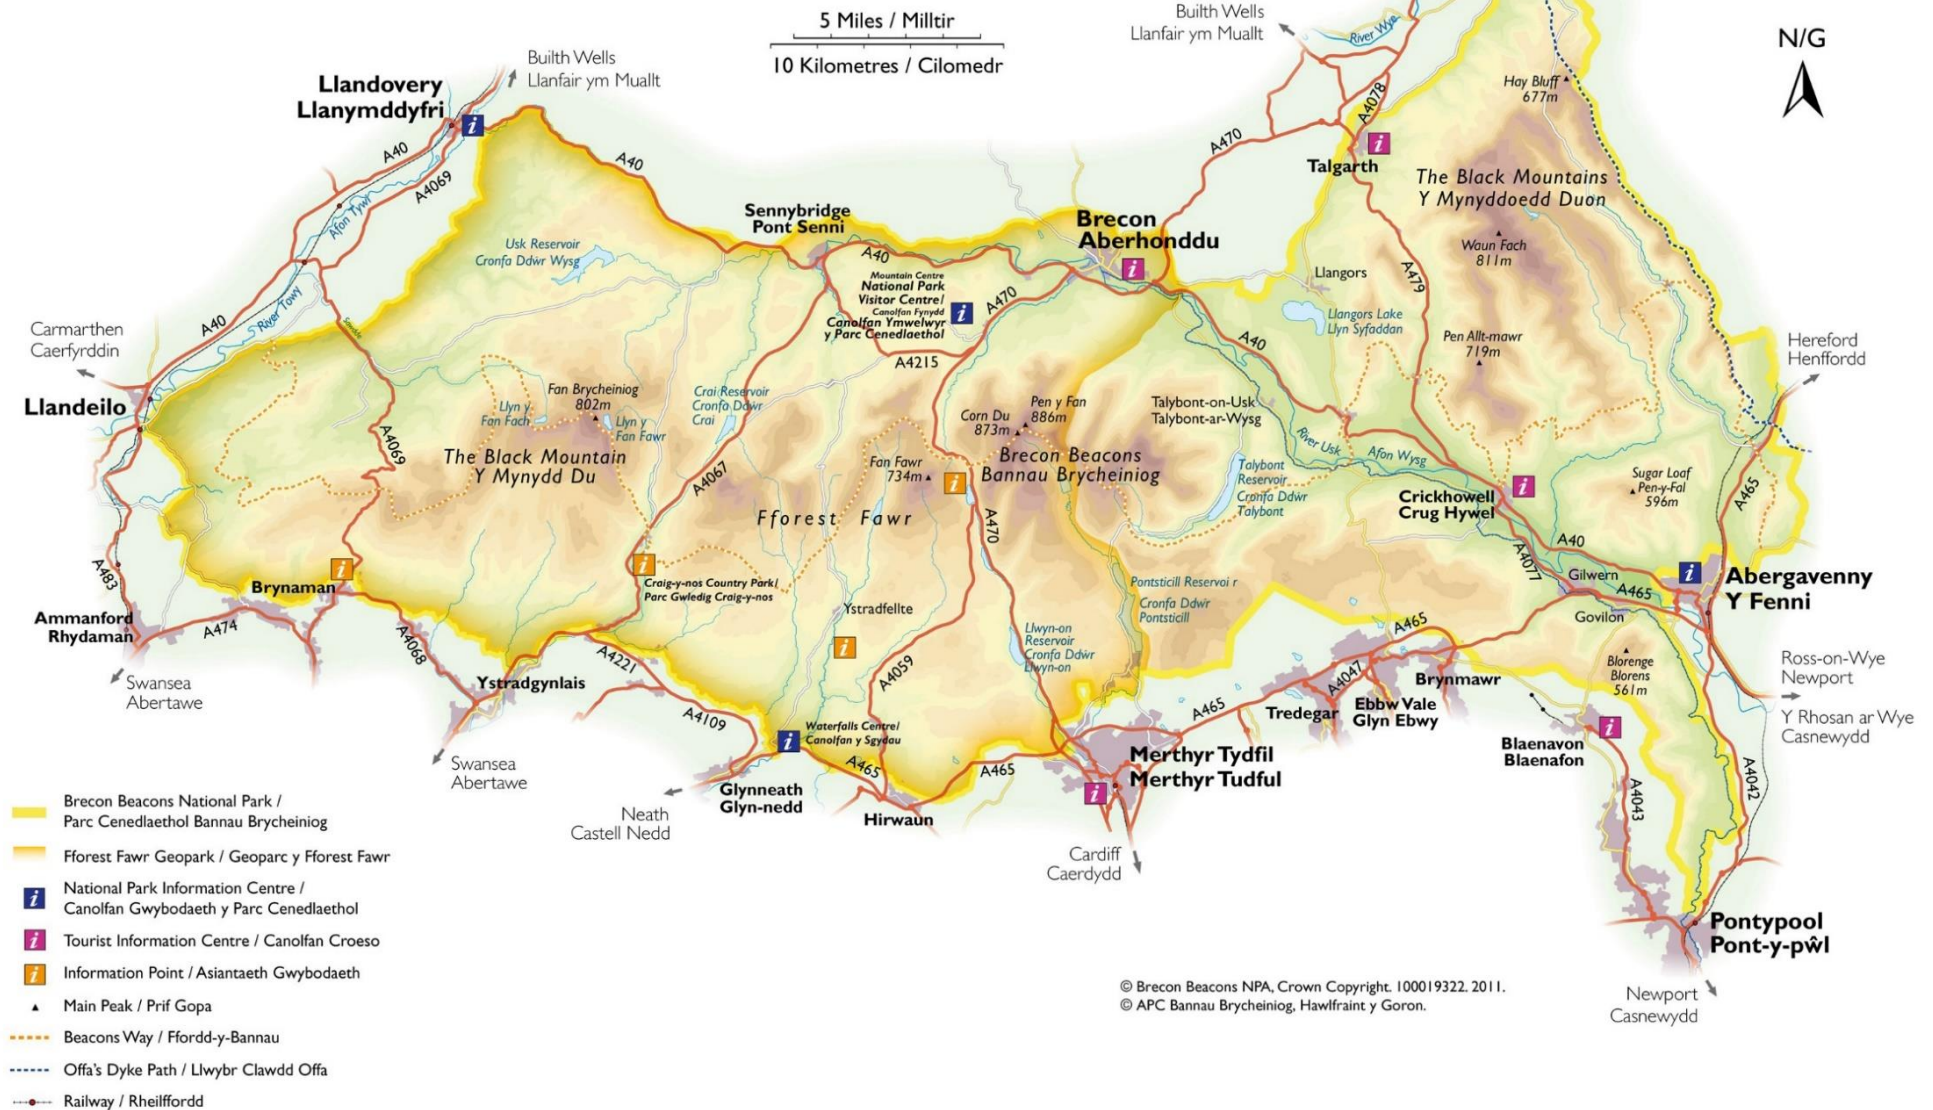 5 Miles / Milltir
10 Kilometres / Cilomedr
Builth Wells
Llanfair ym Muallt
River Wye
N/G
Builth Wells
Llanfair ym Muallt
Llandovery
Llanymddyfri
A40
A4069
Afon Tywi
A40
River Towy
A40
Carmarthen
Caerfyrddin
Llandeilo
Sennybridge
Pont Senni
Usk Reservoir
Cronfa Ddŵr Wysg
A40
Mountain Centre
National Park
Visitor Centre/
Canolfan Fynydd
Canolfan Ymwelwyr
y Parc Cenedlaethol
A470
A4215
Brecon
Aberhonddu
A470
A4078
Talgarth
Hay Bluff
677m
The Black Mountains
Y Mynyddoedd Duon
Waun Fach
811m
Llangors
A479
Llangors Lake
Llyn Syfaddan
Pen Allt-mawr
719m
A40
Hereford
Henffordd
Fan Brycheiniog
802m
Llyn y
Fan Fach
Llyn y
Fan Fawr
Crai Reservoir
Cronfa Ddŵr
Crai
A4069
The Black Mountain
Y Mynydd Du
A4067
Fan Fawr
734m
Corn Du
873m
Pen y Fan
886m
Brecon Beacons
Bannau Brycheiniog
Fforest Fawr
A470
Talybont-on-Usk
Talybont-ar-Wysg
River Usk
Afon Wysg
Talybont
Reservoir
Cronfa Ddŵr
Talybont
Crickhowell
Crug Hywel
Sugar Loaf
Pen-y-Fal
596m
A465
A40
A4077
Gilwern
A465
Govilon
Abergavenny
Y Fenni
A483
Ammanford
Rhydaman
A474
Brynaman
Craig-y-nos Country Park/
Parc Gwledig Craig-y-nos
Ystradfellte
Pontsticill Reservoi r
Cronfa Ddŵr
Pontsticill
Llwyn-on
Reservoir
Cronfa Ddŵr
Llwyn-on
A4068
A4221
A4059
Ystradgynlais
Swansea
Abertawe
A4109
Waterfalls Centre/
Canolfan y Sgydau
Swansea
Abertawe
A465
A465
Glynneath
Glyn-nedd
Neath
Castell Nedd
Hirwaun
Merthyr Tydfil
Merthyr Tudful
Cardiff
Caerdydd
A465
A4047
A465
Tredegar
Ebbw Vale
Glyn Ebwy
Brynmawr
Blorenge
Blorens
561m
Blaenavon
Blaenafon
A4043
A4042
Ross-on-Wye
Newport
Y Rhosan ar Wye
Casnewydd
Pontypool
Pont-y-pŵl
Newport
Casnewydd
Brecon Beacons National Park /
Parc Cenedlaethol Bannau Brycheiniog
Fforest Fawr Geopark / Geoparc y Fforest Fawr
National Park Information Centre /
Canolfan Gwybodaeth y Parc Cenedlaethol
Tourist Information Centre / Canolfan Croeso
Information Point / Asiantaeth Gwybodaeth
Main Peak / Prif Gopa
Beacons Way / Ffordd-y-Bannau
Offa's Dyke Path / Llwybr Clawdd Offa
Railway / Rheilffordd
© Brecon Beacons NPA, Crown Copyright. 100019322. 2011.
© APC Bannau Brycheiniog, Hawlfraint y Goron.